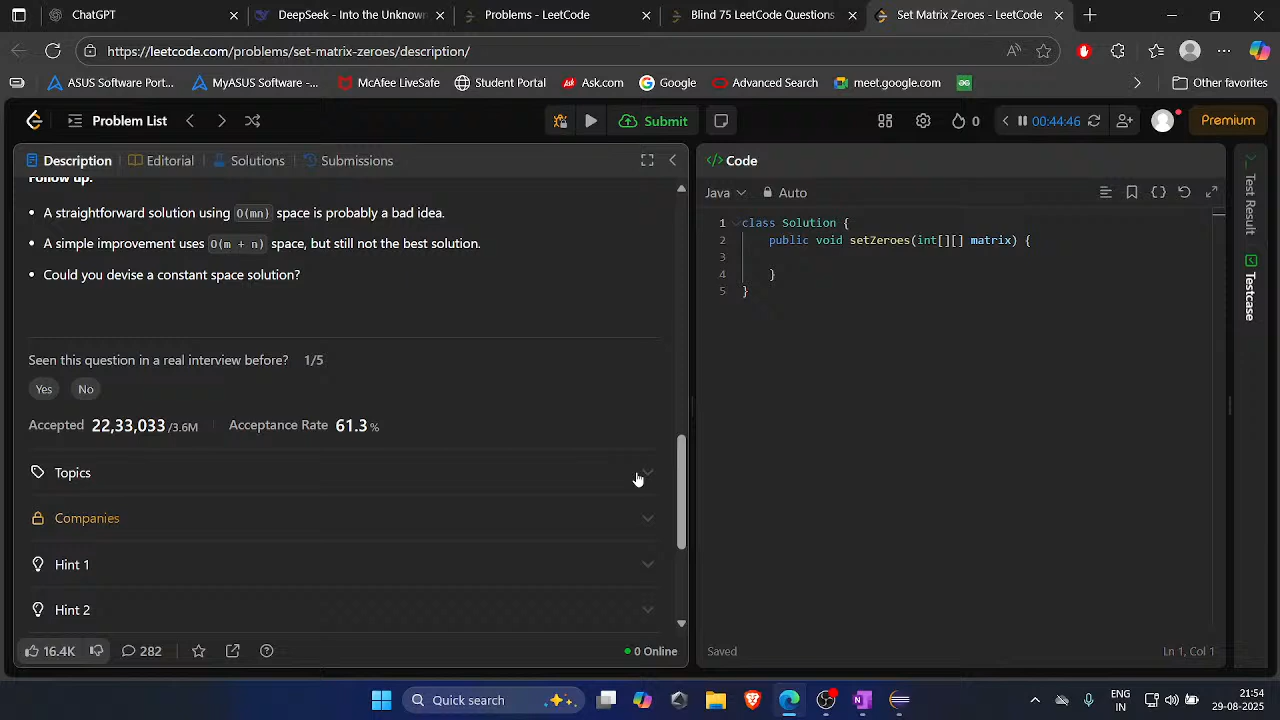 ChatGPT
DeepSeek - Into the Unknown
Problems - LeetCode
Blind 75 LeetCode Questions
Set Matrix Zeroes - LeetCode
https://leetcode.com/problems/set-matrix-zeroes/description/
ASUS Software Port...
MyASUS Software -...
McAfee LiveSafe
Student Portal
Ask.com
Google
Advanced Search
meet.google.com
Other favorites
Problem List
Submit
0
00:44:46
Premium
Description
Editorial
Solutions
Submissions
Code
Java
Auto
Follow up:
• A straightforward solution using O(mn) space is probably a bad idea.
• A simple improvement uses O(m + n) space, but still not the best solution.
• Could you devise a constant space solution?
Seen this question in a real interview before? 1/5
Yes No
Accepted 22,33,033/3.6M Acceptance Rate 61.3 %
Topics
Companies
Hint 1
Hint 2
16.4K 282 0 Online
1 class Solution {
2 public void setZeroes(int[][] matrix) {
3
4 }
5 }
Saved
Ln 1, Col 1
Test Result
Testcase
Quick search
ENG
IN
21:54
29-08-2025